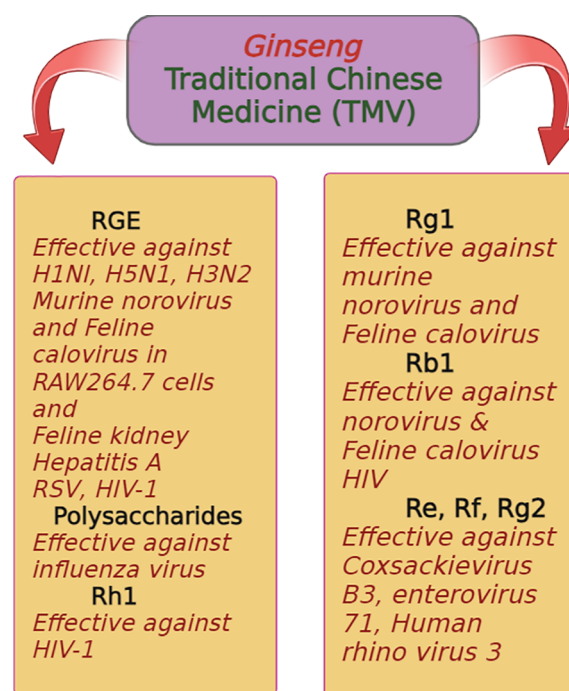 Ginseng
Traditional Chinese
Medicine (TMV)
RGE
Effective against
H1NI, H5N1, H3N2
Murine norovirus
and Feline
calovirus in
RAW264.7 cells
and
Feline kidney
Hepatitis A
RSV, HIV-1
Polysaccharides
Effective against
influenza virus
Rh1
Effective against
HIV-1
Rg1
Effective against
murine
norovirus and
Feline calovirus
Rb1
Effective against
norovirus &
Feline calovirus
HIV
Re, Rf, Rg2
Effective against
Coxsackievirus
B3, enterovirus
71, Human
rhino virus 3